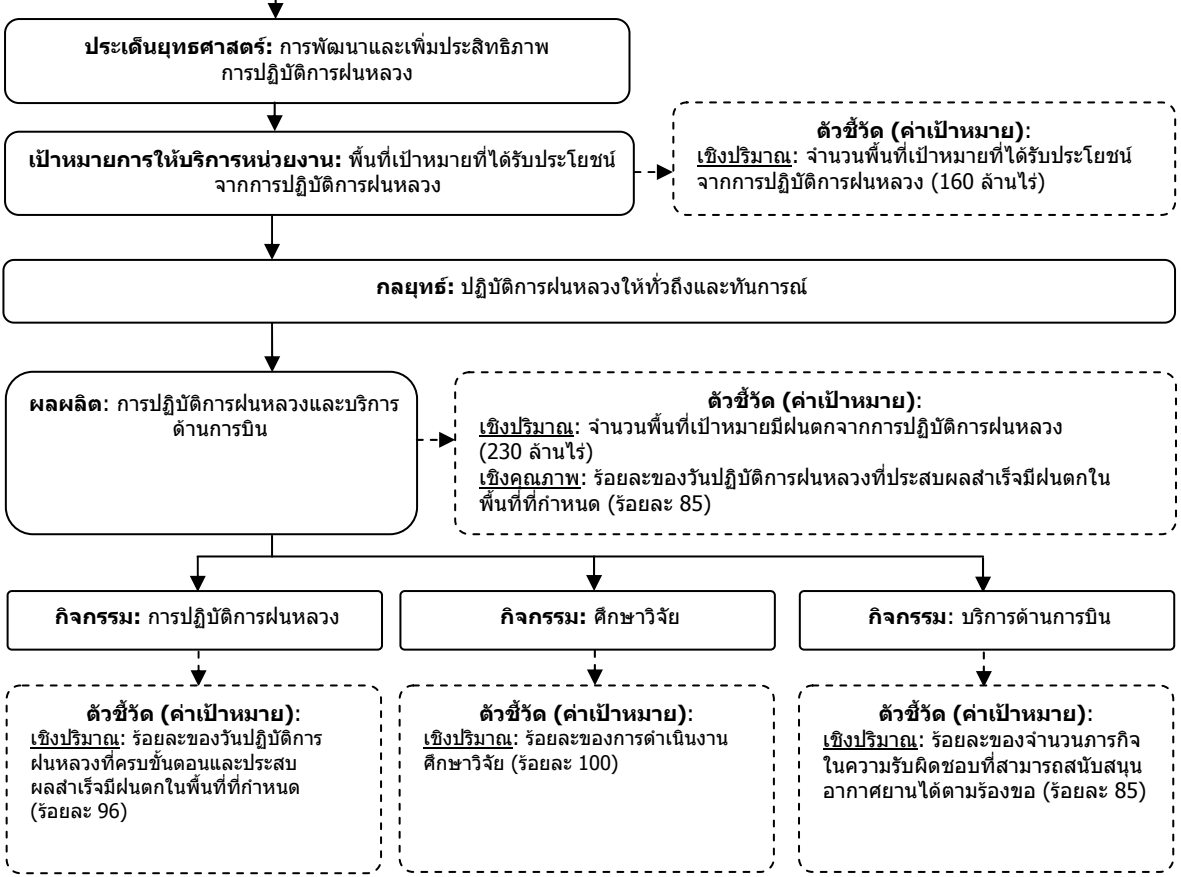 ประเด็นยุทธศาสตร์: การพัฒนาและเพิ่มประสิทธิภาพ
การปฏิบัติการฝนหลวง
เป้าหมายการให้บริการหน่วยงาน: พื้นที่เป้าหมายที่ได้รับประโยชน์
จากการปฏิบัติการฝนหลวง
ตัวชี้วัด (ค่าเป้าหมาย):
เชิงปริมาณ: จำนวนพื้นที่เป้าหมายที่ได้รับประโยชน์
จากการปฏิบัติการฝนหลวง (160 ล้านไร่)
กลยุทธ์: ปฏิบัติการฝนหลวงให้ทั่วถึงและทันการณ์
ผลผลิต: การปฏิบัติการฝนหลวงและบริการ
ด้านการบิน
ตัวชี้วัด (ค่าเป้าหมาย):
เชิงปริมาณ: จำนวนพื้นที่เป้าหมายมีฝนตกจากการปฏิบัติการฝนหลวง
(230 ล้านไร่)
เชิงคุณภาพ: ร้อยละของวันปฏิบัติการฝนหลวงที่ประสบผลสำเร็จมีฝนตกใน
พื้นที่ที่กำหนด (ร้อยละ 85)
กิจกรรม: การปฏิบัติการฝนหลวง
กิจกรรม: ศึกษาวิจัย
กิจกรรม: บริการด้านการบิน
ตัวชี้วัด (ค่าเป้าหมาย):
เชิงปริมาณ: ร้อยละของวันปฏิบัติการ
ฝนหลวงที่ครบขั้นตอนและประสบ
ผลสำเร็จมีฝนตกในพื้นที่ที่กำหนด
(ร้อยละ 96)
ตัวชี้วัด (ค่าเป้าหมาย):
เชิงปริมาณ: ร้อยละของการดำเนินงาน
ศึกษาวิจัย (ร้อยละ 100)
ตัวชี้วัด (ค่าเป้าหมาย):
เชิงปริมาณ: ร้อยละของจำนวนภารกิจ
ในความรับผิดชอบที่สามารถสนับสนุน
อากาศยานได้ตามร้องขอ (ร้อยละ 85)